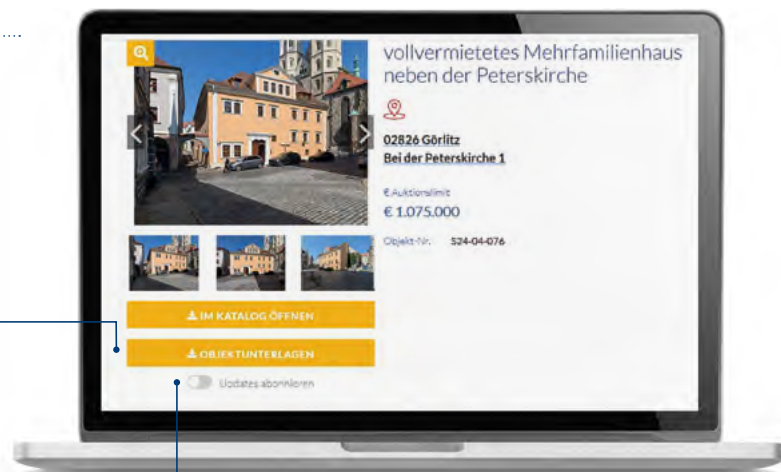 vollvermietetes Mehrfamilienhaus
neben der Peterskirche
02826 Görlitz
Bei der Peterskirche 1
€ Auktionslimit
€ 1.075.000
Objekt-Nr. S24-04-076
IM KATALOG ÖFFNEN
OBJEKTUNTERLAGEN
Updates abonnieren